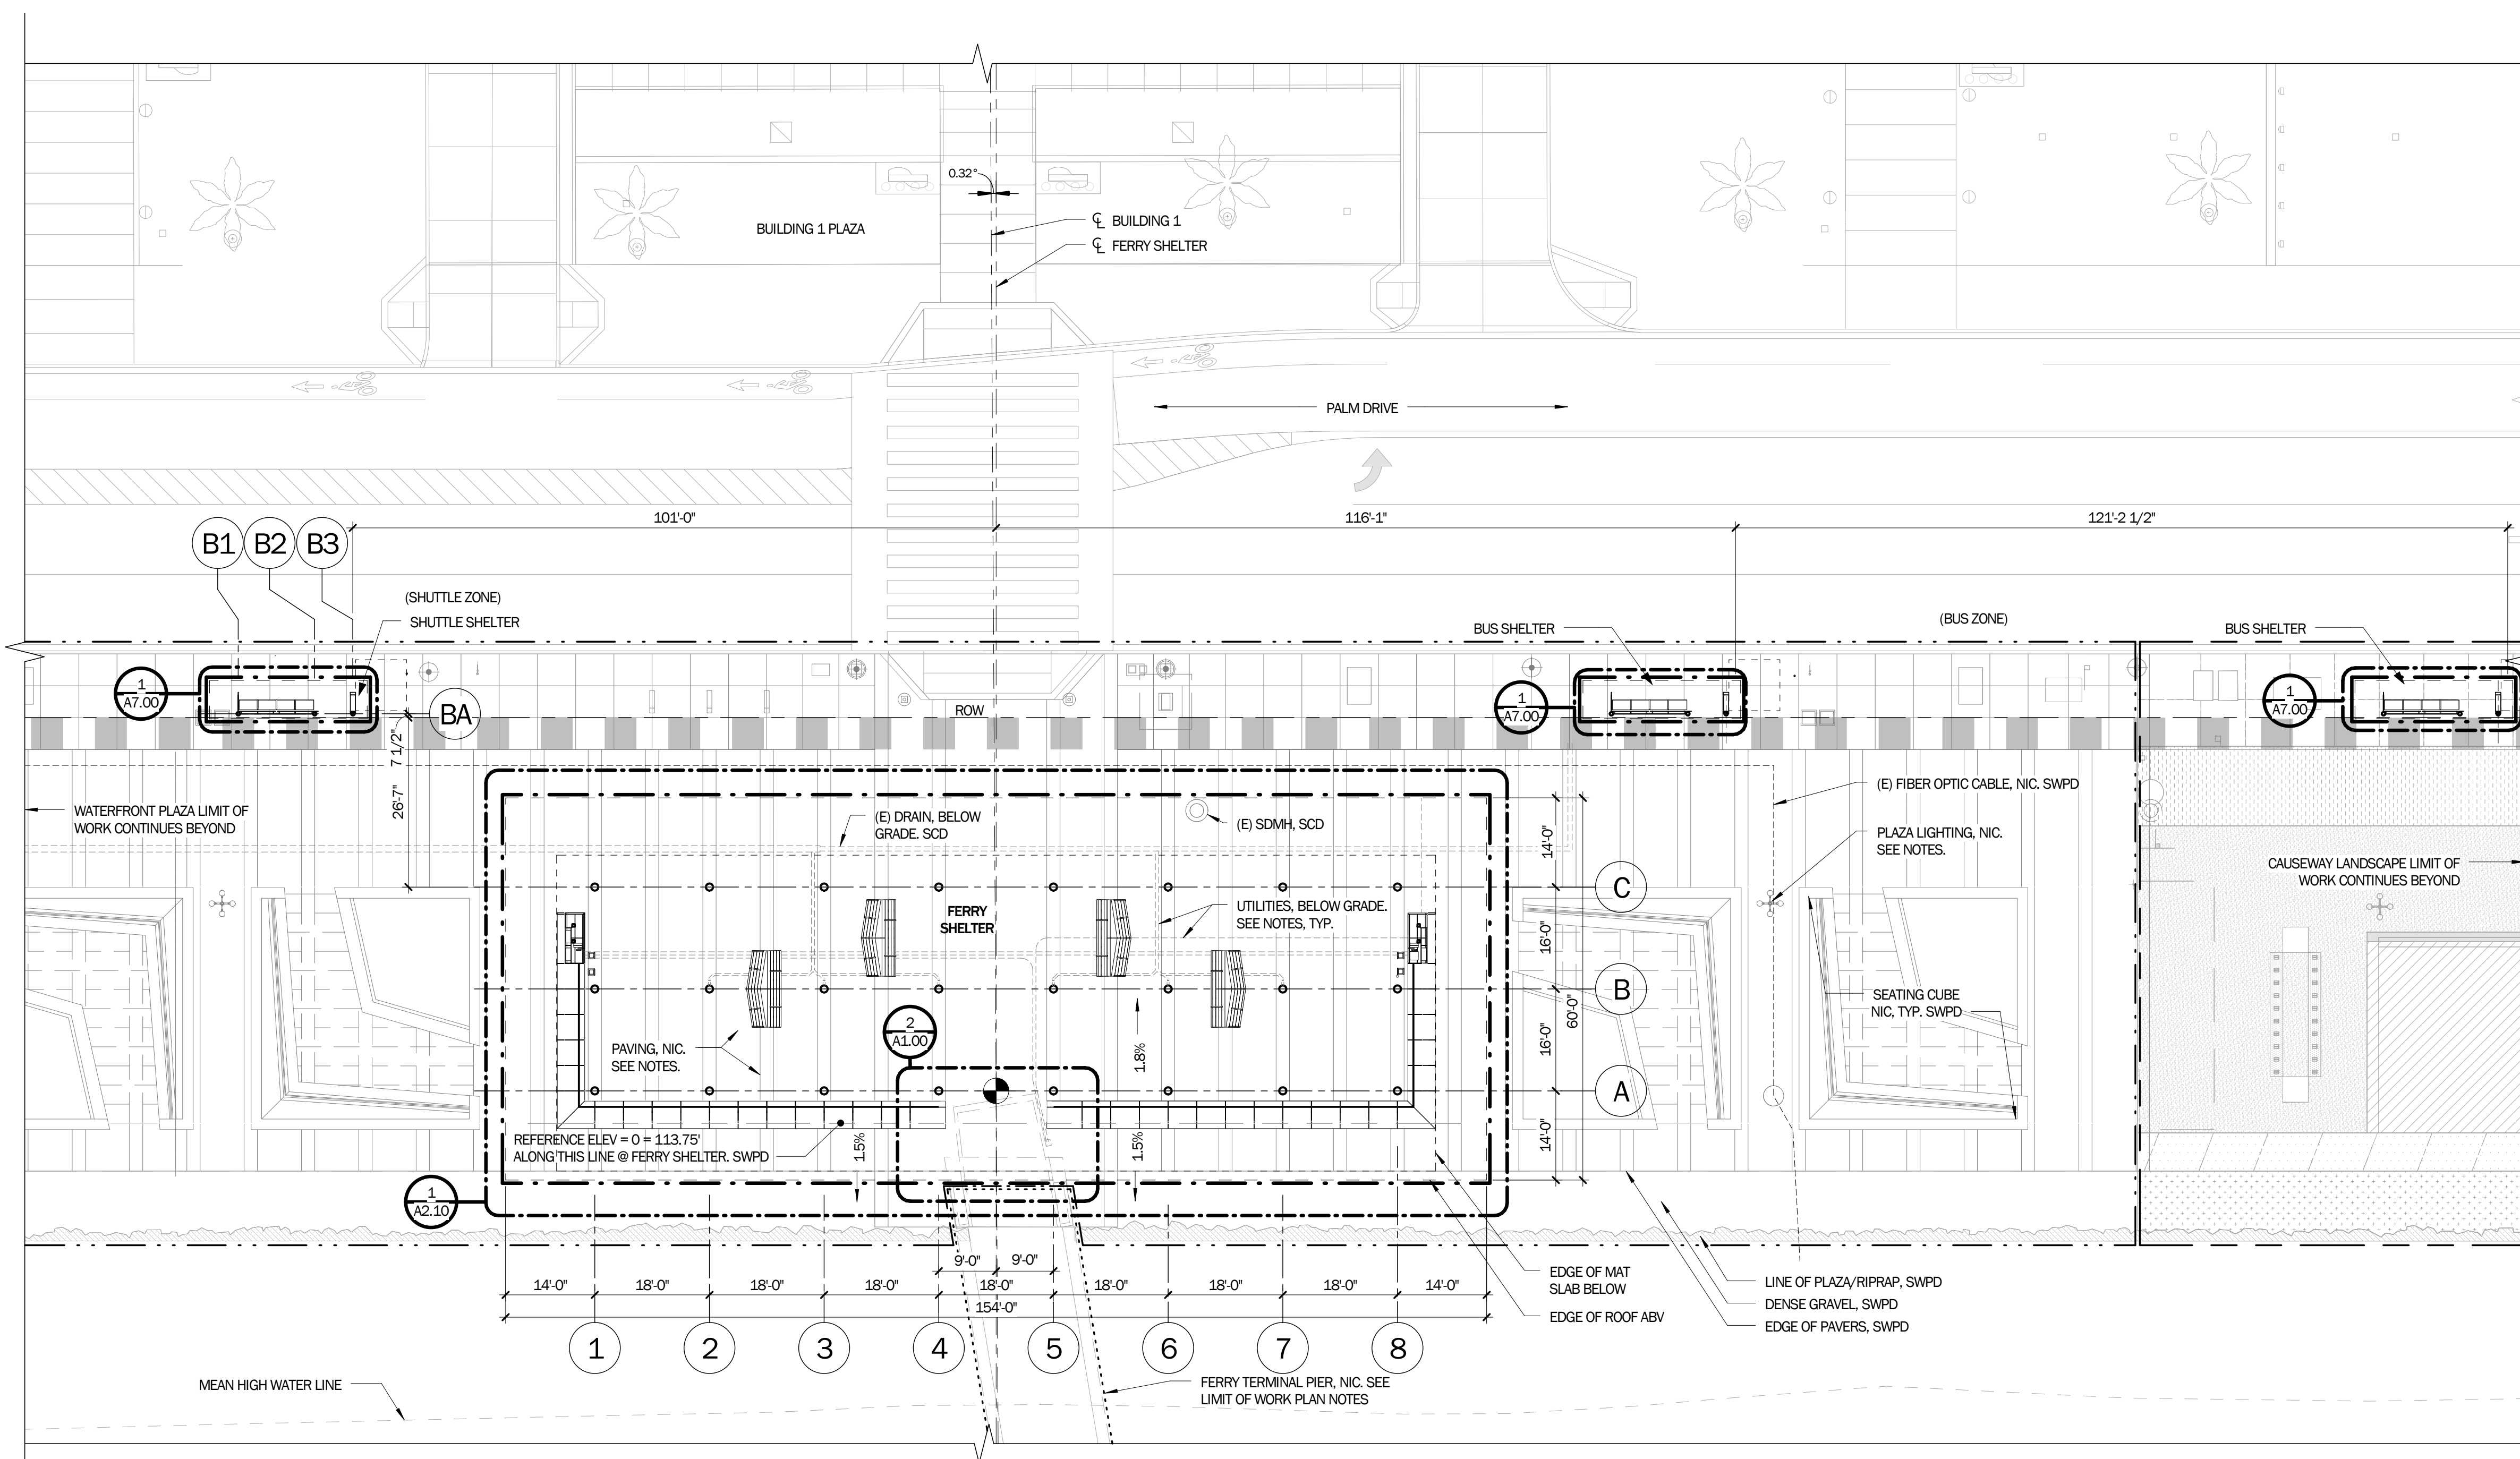 0.32°
BUILDING 1 PLAZA
℄ BUILDING 1
℄ FERRY SHELTER
PALM DRIVE
101'-0"
116'-1"
121'-2 1/2"
B1
B2
B3
(SHUTTLE ZONE)
SHUTTLE SHELTER
BUS SHELTER
(BUS ZONE)
BUS SHELTER
1
A7.00
BA
ROW
1
A7.00
1
A7.00
7 1/2"
26'-7"
WATERFRONT PLAZA LIMIT OF
WORK CONTINUES BEYOND
(E) DRAIN, BELOW
GRADE. SCD
(E) SDMH, SCD
14'-0"
(E) FIBER OPTIC CABLE, NIC. SWPD
PLAZA LIGHTING, NIC.
SEE NOTES.
CAUSEWAY LANDSCAPE LIMIT OF
WORK CONTINUES BEYOND
C
FERRY
SHELTER
UTILITIES, BELOW GRADE.
SEE NOTES, TYP.
16'-0"
B
SEATING CUBE
NIC, TYP. SWPD
60'-0"
16'-0"
2
A1.00
PAVING, NIC.
SEE NOTES.
1.8%
A
REFERENCE ELEV = 0 = 113.75'
ALONG THIS LINE @ FERRY SHELTER. SWPD
1.5%
1.5%
14'-0"
1
A2.10
9'-0"
9'-0"
14'-0"
18'-0"
18'-0"
18'-0"
18'-0"
18'-0"
18'-0"
18'-0"
14'-0"
154'-0"
EDGE OF MAT
SLAB BELOW
EDGE OF ROOF ABV
LINE OF PLAZA/RIPRAP, SWPD
DENSE GRAVEL, SWPD
EDGE OF PAVERS, SWPD
1
2
3
4
5
6
7
8
MEAN HIGH WATER LINE
FERRY TERMINAL PIER, NIC. SEE
LIMIT OF WORK PLAN NOTES